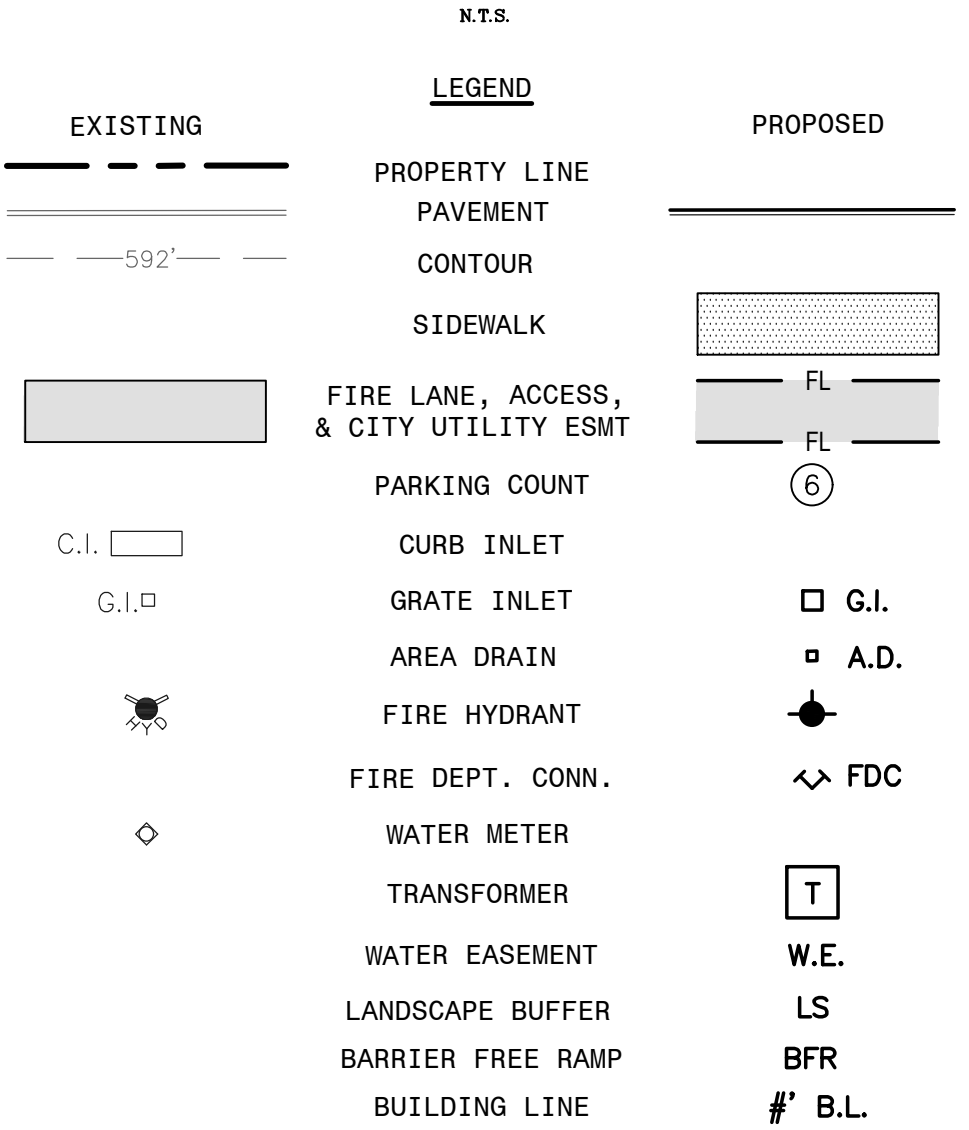 N.T.S.
LEGEND
EXISTING PROPOSED
PROPERTY LINE
PAVEMENT
592' CONTOUR
SIDEWALK
FL
FIRE LANE, ACCESS,
& CITY UTILITY ESMT
FL
PARKING COUNT 6
C.I. CURB INLET
G.I. GRATE INLET G.I.
AREA DRAIN A.D.
HYD FIRE HYDRANT
FIRE DEPT. CONN. FDC
WATER METER
TRANSFORMER T
WATER EASEMENT W.E.
LANDSCAPE BUFFER LS
BARRIER FREE RAMP BFR
BUILDING LINE #' B.L.